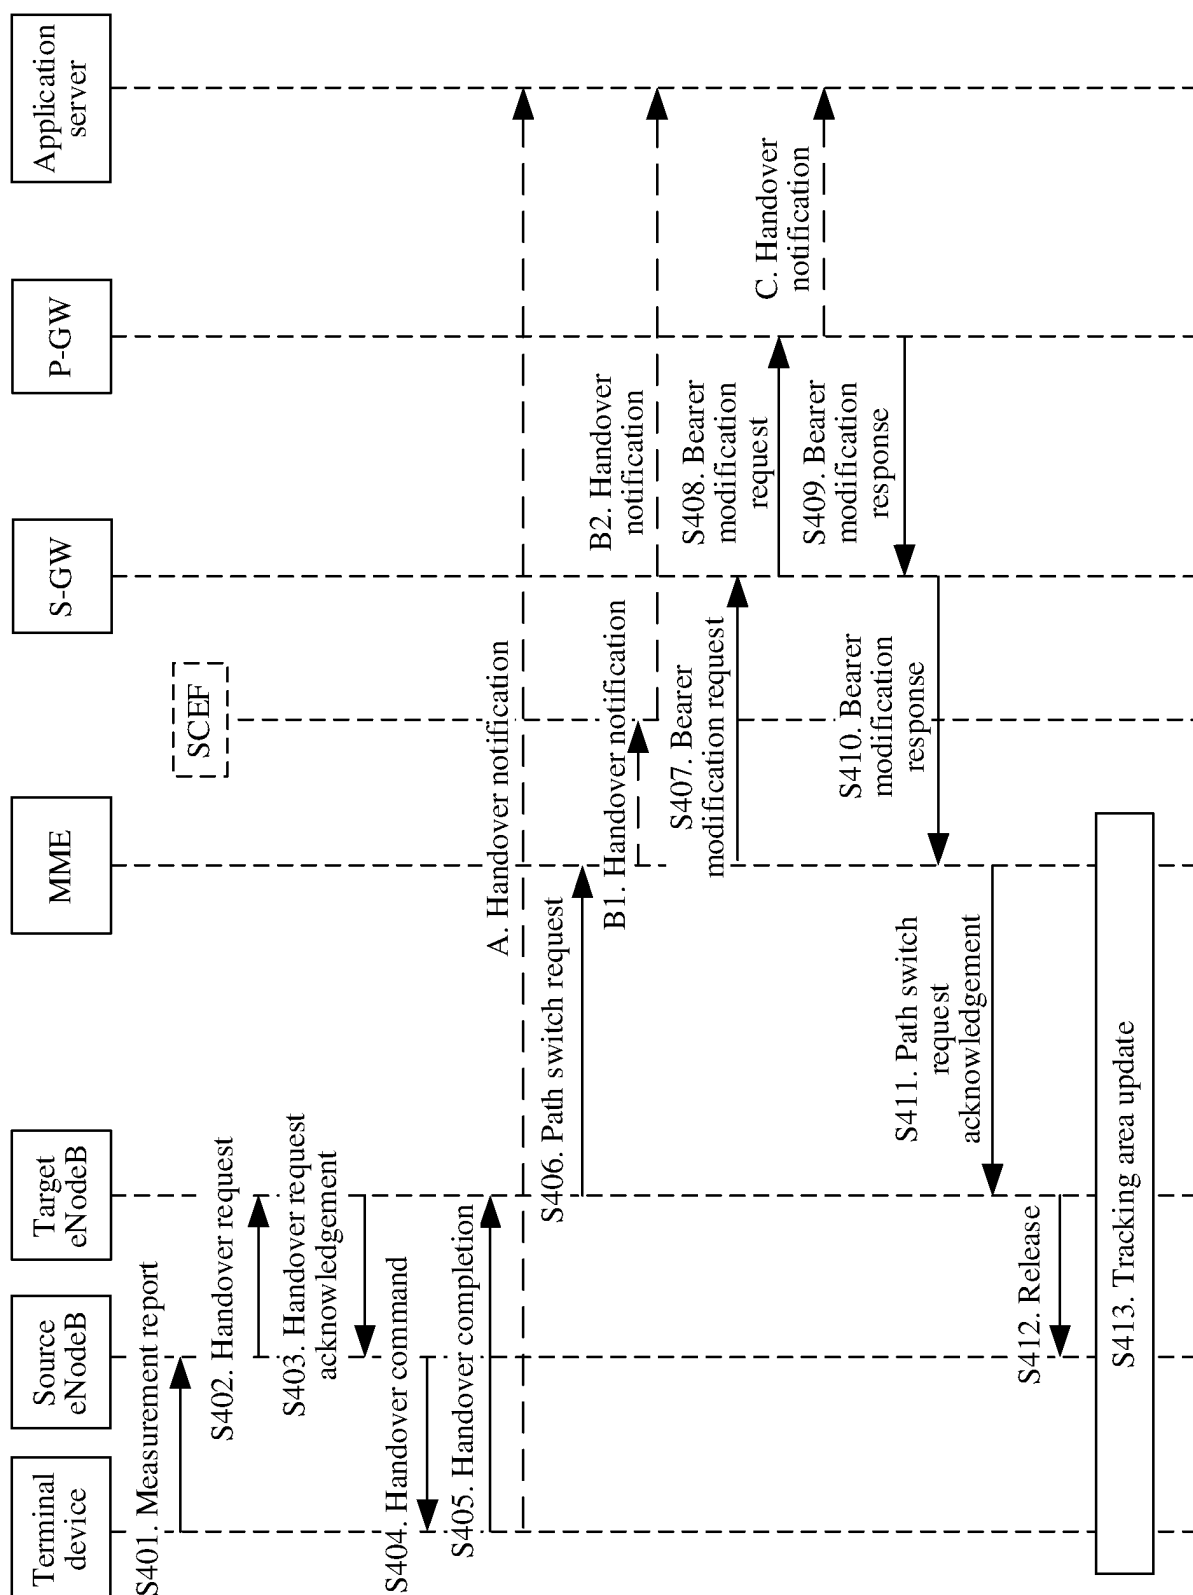 Terminal
device
Source
eNodeB
Target
eNodeB
MME
SCEF
S-GW
P-GW
Application
server
S401. Measurement report
S402. Handover request
S403. Handover request
acknowledgement
S404. Handover command
S405. Handover completion
A. Handover notification
S406. Path switch request
B1. Handover notification
B2. Handover
notification
S407. Bearer
modification request
S408. Bearer
modification
request
C. Handover
notification
S409. Bearer
modification
response
S410. Bearer
modification
response
S411. Path switch
request
acknowledgement
S412. Release
S413. Tracking area update